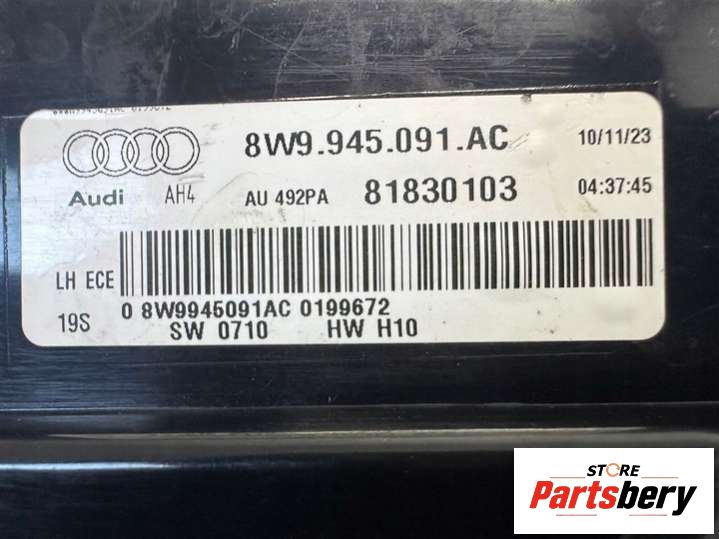 8W9.945.091.AC 10/11/23
Audi AH4 AU 492PA 81830103 04:37:45
LH ECE
0 8W9945091AC 0199672
19S SW 0710 HW H10
STORE
Partsbery